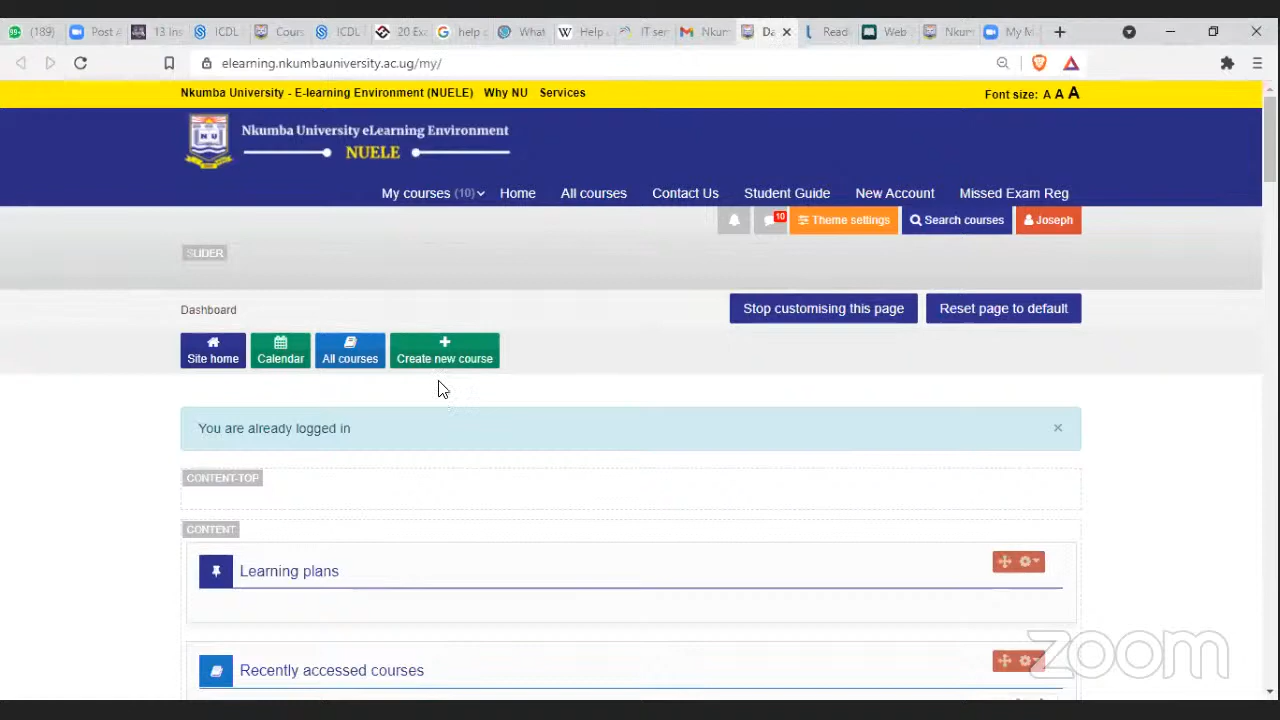 (189)
Post A
13 Ins
ICDL
Cours
ICDL
20 Exa
help c
What
Help a
IT ser
Nkum
Da
Readi
Web
Nkum
My M
elearning.nkumbauniversity.ac.ug/my/
Nkumba University - E-learning Environment (NUELE) Why NU Services
Font size: A A A
Nkumba University eLearning Environment
NUELE
My courses (10) Home All courses Contact Us Student Guide New Account Missed Exam Reg
10 Theme settings Search courses Joseph
SLIDER
Dashboard
Stop customising this page Reset page to default
Site home Calendar All courses Create new course
You are already logged in
CONTENT-TOP
CONTENT
Learning plans
Recently accessed courses
zoom